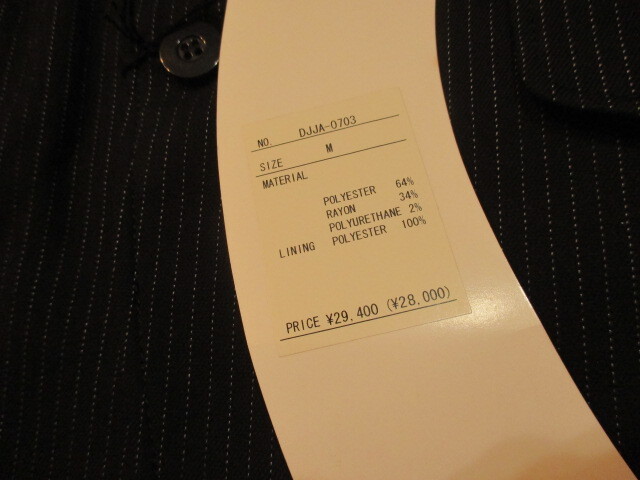 NO. DJJA-0703
SIZE M
MATERIAL
POLYESTER 64%
RAYON 34%
POLYURETHANE 2%
LINING POLYESTER 100%
PRICE ¥29.400 (¥28.000)